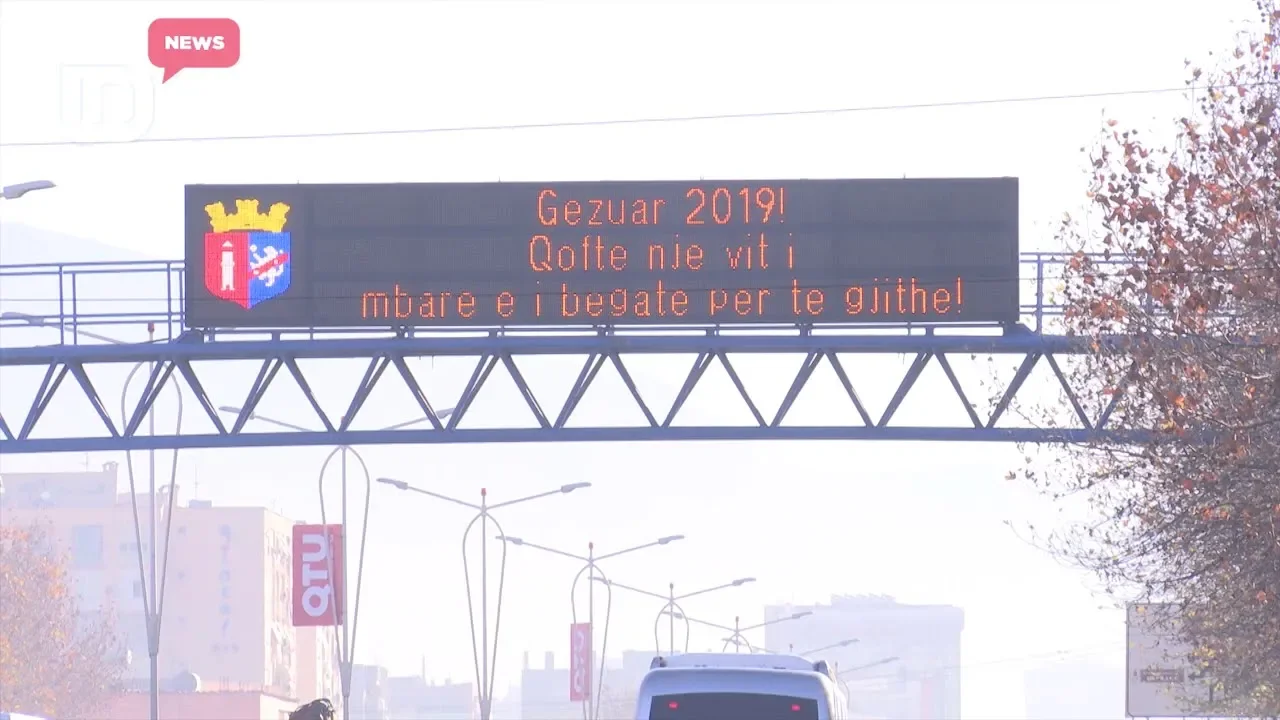 NEWS
Gezuar 2019!
Qofte nje vit i
mbare e i begate per te gjithe!
QTU